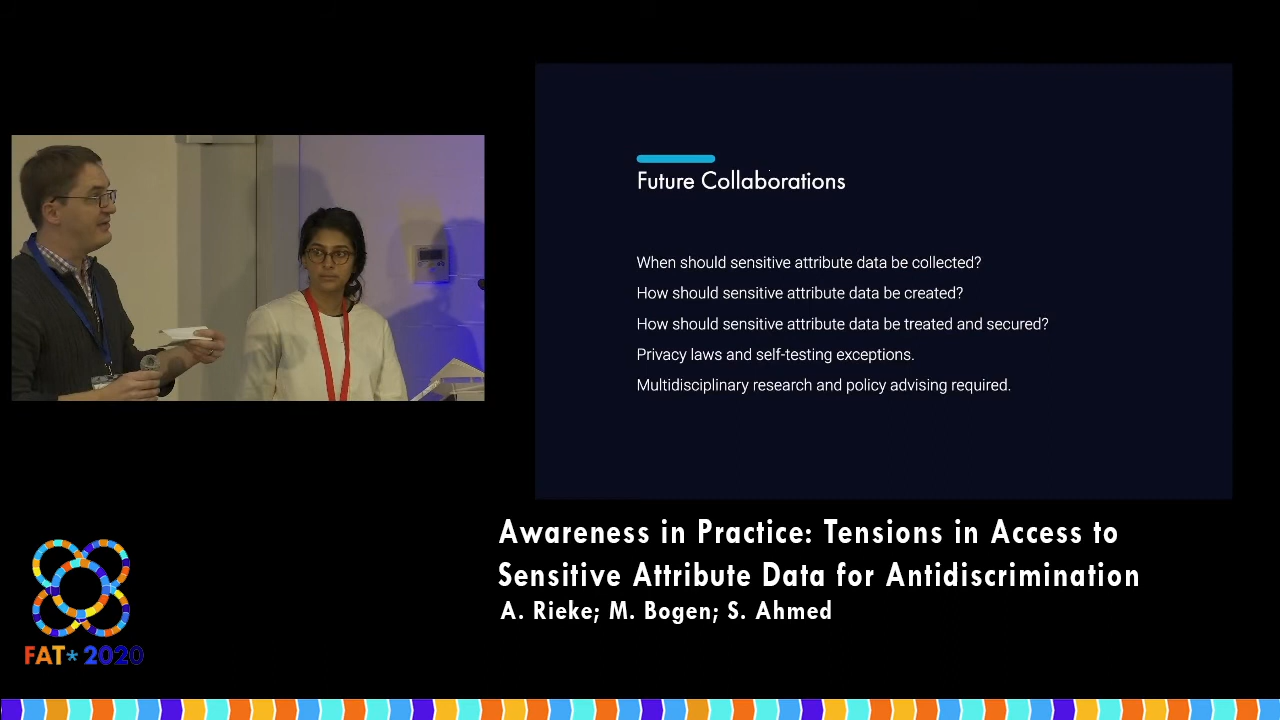 Future Collaborations
When should sensitive attribute data be collected?
How should sensitive attribute data be created?
How should sensitive attribute data be treated and secured?
Privacy laws and self-testing exceptions.
Multidisciplinary research and policy advising required.
Awareness in Practice: Tensions in Access to
Sensitive Attribute Data for Antidiscrimination
A. Rieke; M. Bogen; S. Ahmed
FAT* 2020